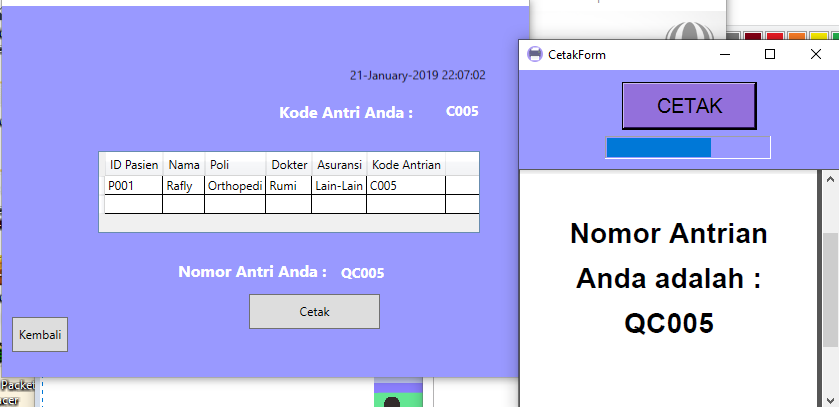 21-January-2019 22:07:02
Kode Antri Anda : C005
ID Pasien Nama Poli Dokter Asuransi Kode Antrian
P001 Rafly Orthopedi Rumi Lain-Lain C005
Nomor Antri Anda : QC005
Cetak
Kembali
Packet
cer
CetakForm
CETAK
Nomor Antrian
Anda adalah :
QC005